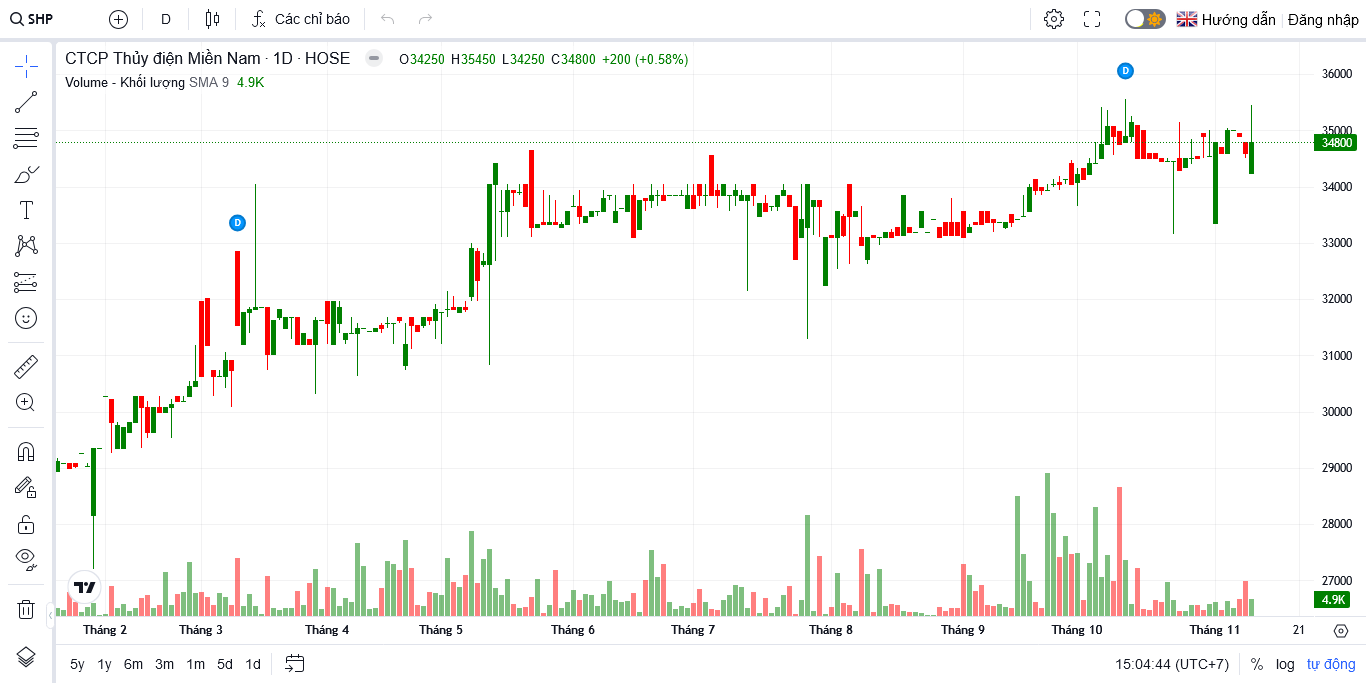 SHP D Các chỉ báo Hướng dẫn Đăng nhập
CTCP Thủy điện Miền Nam · 1D · HOSE O34250 H35450 L34250 C34800 +200 (+0.58%)
Volume - Khối lượng SMA 9 4.9K
D
D
36000
35000
34800
34000
33000
32000
31000
30000
29000
28000
27000
4.9K
Tháng 2 Tháng 3 Tháng 4 Tháng 5 Tháng 6 Tháng 7 Tháng 8 Tháng 9 Tháng 10 Tháng 11 21
5y 1y 6m 3m 1m 5d 1d 15:04:44 (UTC+7) % log tự động